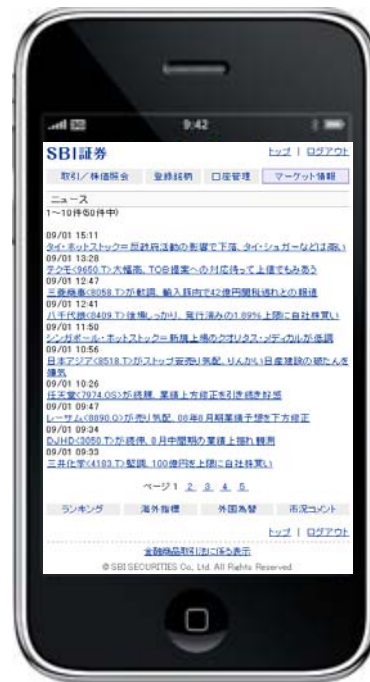 9:42
SBI証券
トップ | ログアウト
取引/株価照会 登録銘柄 口座管理 マーケット情報
ニュース
1~10件(50件中)
09/01 15:11
タイ・ホットストック=反政府活動の影響で下落、タイ・シュガーなどは高い
09/01 13:28
テクモ<9650.T>大幅高、TOB提案への対応待って上値でもみあう
09/01 12:47
三菱商事<8058.T>が軟調、輸入豚肉で42億円関税逃れとの報道
09/01 12:41
八千代銀<8409.T>後場しっかり、発行済みの1.89%上限に自社株買い
09/01 11:50
シンガポール・ホットストック=新規上場のクオリタス・メディカルが低調
09/01 10:56
日本アジア<8518.T>がストップ安売り気配、りんかい日産建設の破たんを
嫌気
09/01 10:26
任天堂<7974.OS>が続騰、業績上方修正を引き続き好感
09/01 09:47
レーサム<8890.Q>が売り気配、08年8月期業績予想を下方修正
09/01 09:34
DJHD<3050.T>が続伸、8月中間期の業績上振れ観測
09/01 09:33
三井化学<4183.T>堅調、100億円を上限に自社株買い
ページ 1 2 3 4 5
ランキング 海外指標 外国為替 市況コメント
トップ | ログアウト
金融商品取引法に係る表示
© SBI SECURITIES Co., Ltd. All Rights Reserved.